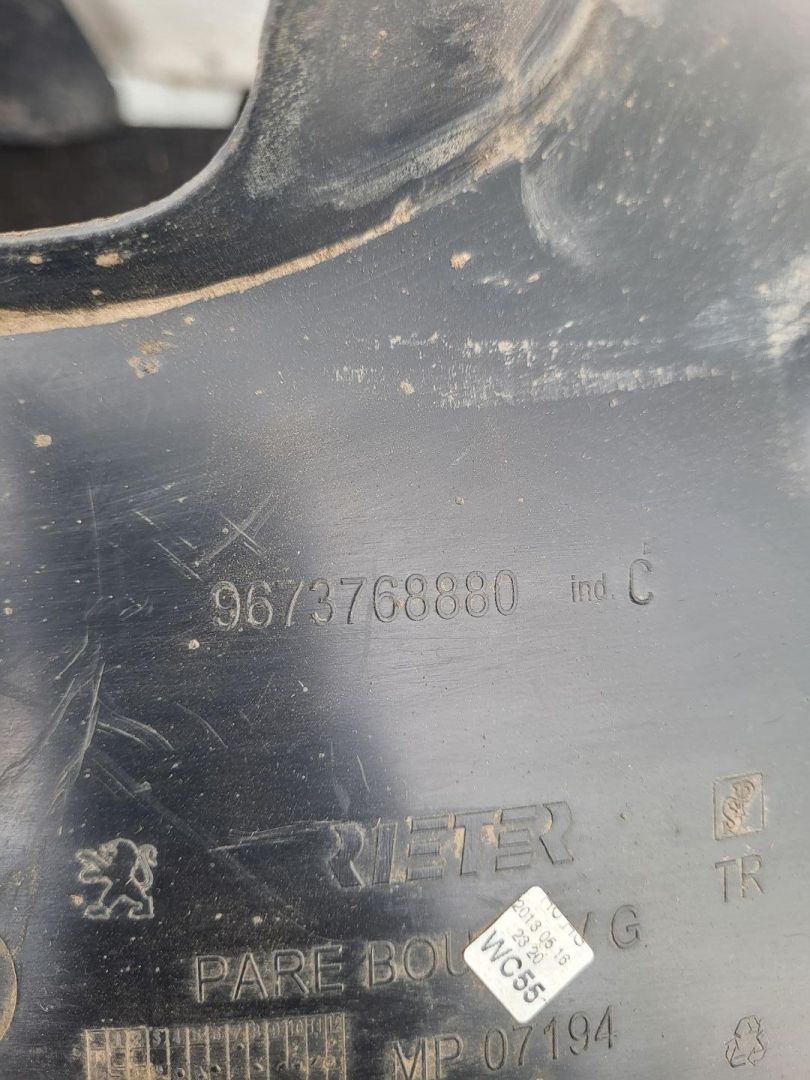 9673768880 ind. C
RIETER
TR
PARE BOU G
2013 05 16
23 20
WC55-
MP 07194